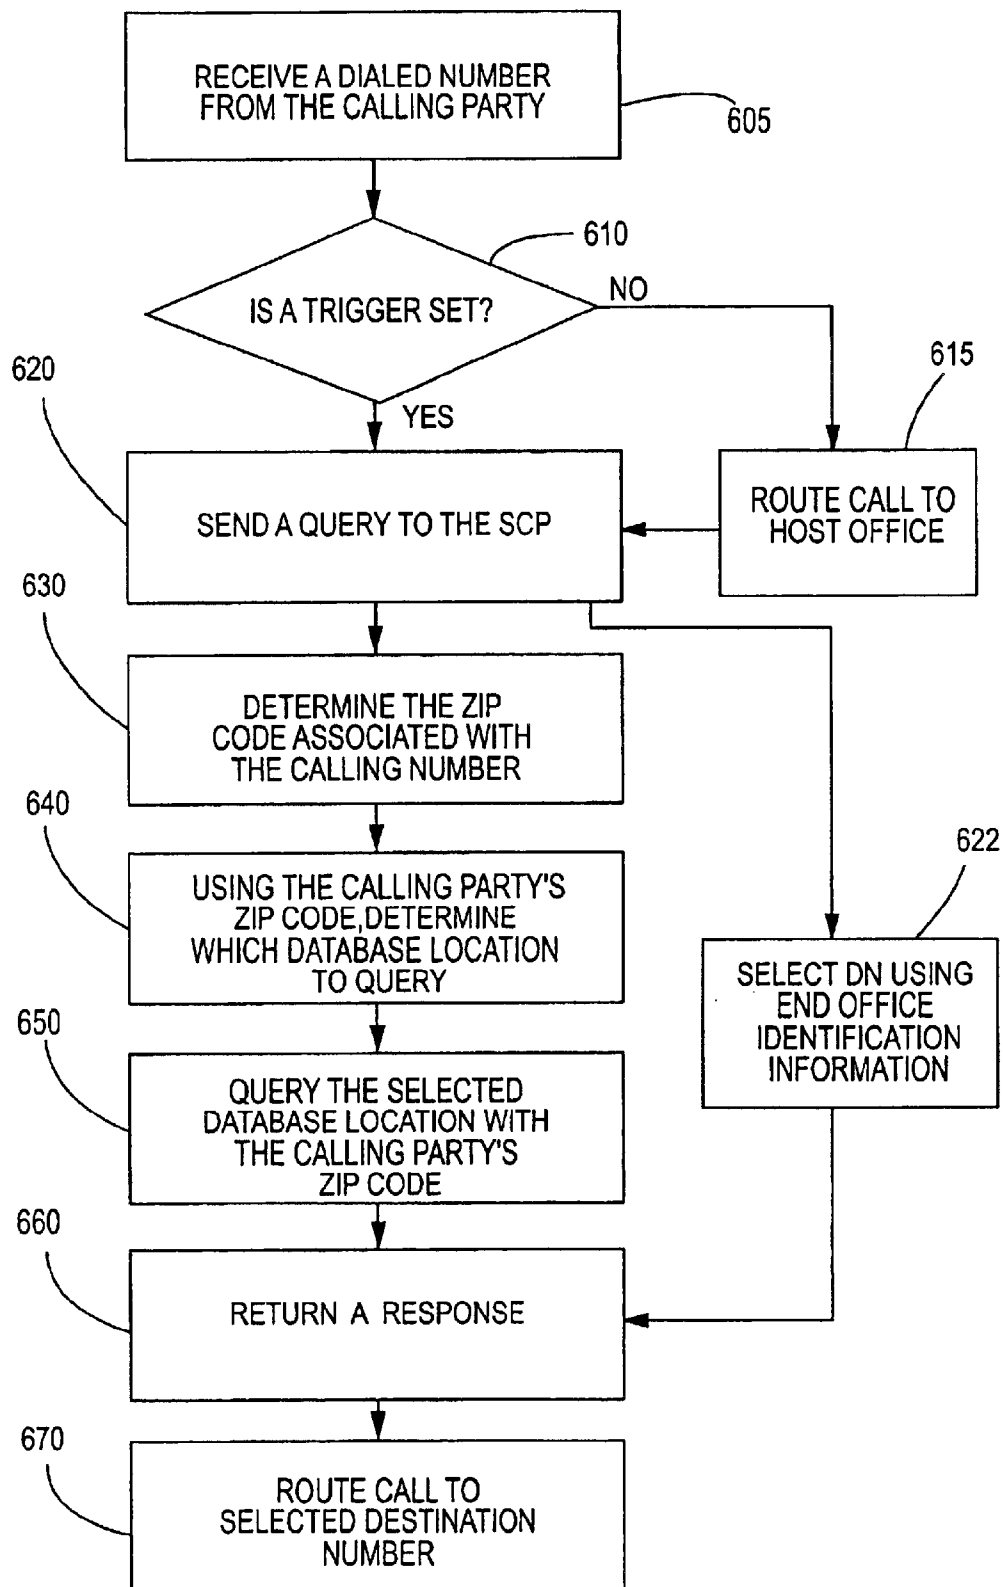 RECEIVE A DIALED NUMBER
FROM THE CALLING PARTY
605
610
IS A TRIGGER SET?
NO
YES
615
ROUTE CALL TO
HOST OFFICE
620
SEND A QUERY TO THE SCP
630
DETERMINE THE ZIP
CODE ASSOCIATED WITH
THE CALLING NUMBER
640
USING THE CALLING PARTY'S
ZIP CODE, DETERMINE
WHICH DATABASE LOCATION
TO QUERY
622
SELECT DN USING
END OFFICE
IDENTIFICATION
INFORMATION
650
QUERY THE SELECTED
DATABASE LOCATION WITH
THE CALLING PARTY'S
ZIP CODE
660
RETURN A RESPONSE
670
ROUTE CALL TO
SELECTED DESTINATION
NUMBER